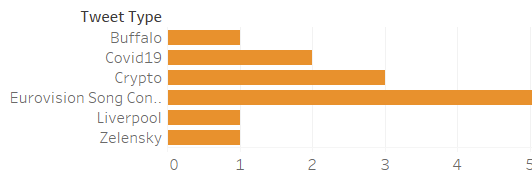 Tweet Type
Buffalo
Covid19
Crypto
Eurovision Song Con..
Liverpool
Zelensky
0 1 2 3 4 5